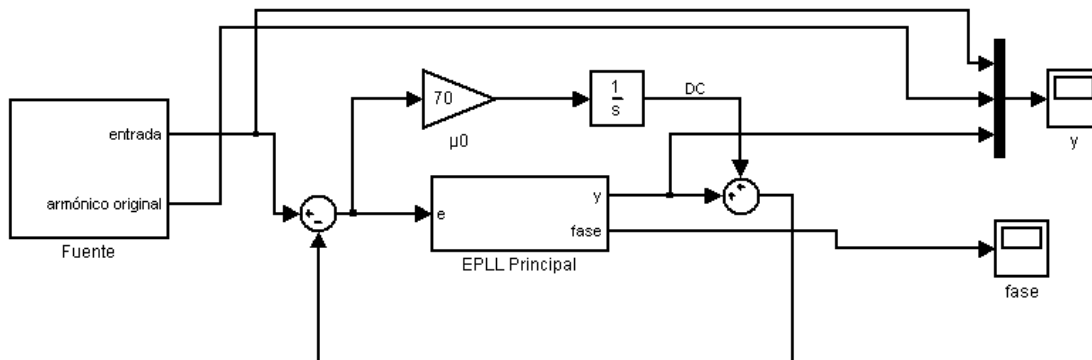 entrada
armónico original
Fuente
70
μ0
1
s
DC
e
y
fase
EPLL Principal
y
fase